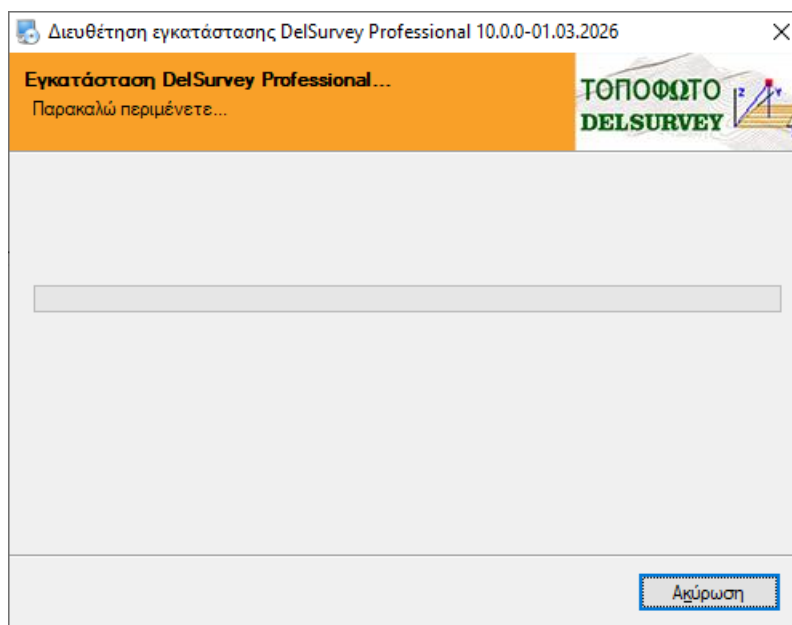 Διευθέτηση εγκατάστασης DelSurvey Professional 10.0.0-01.03.2026
Εγκατάσταση DelSurvey Professional...
Παρακαλώ περιμένετε...
ΤΟΠΟΦΩΤΟ
DELSURVEY
Z
Y
Ακύρωση